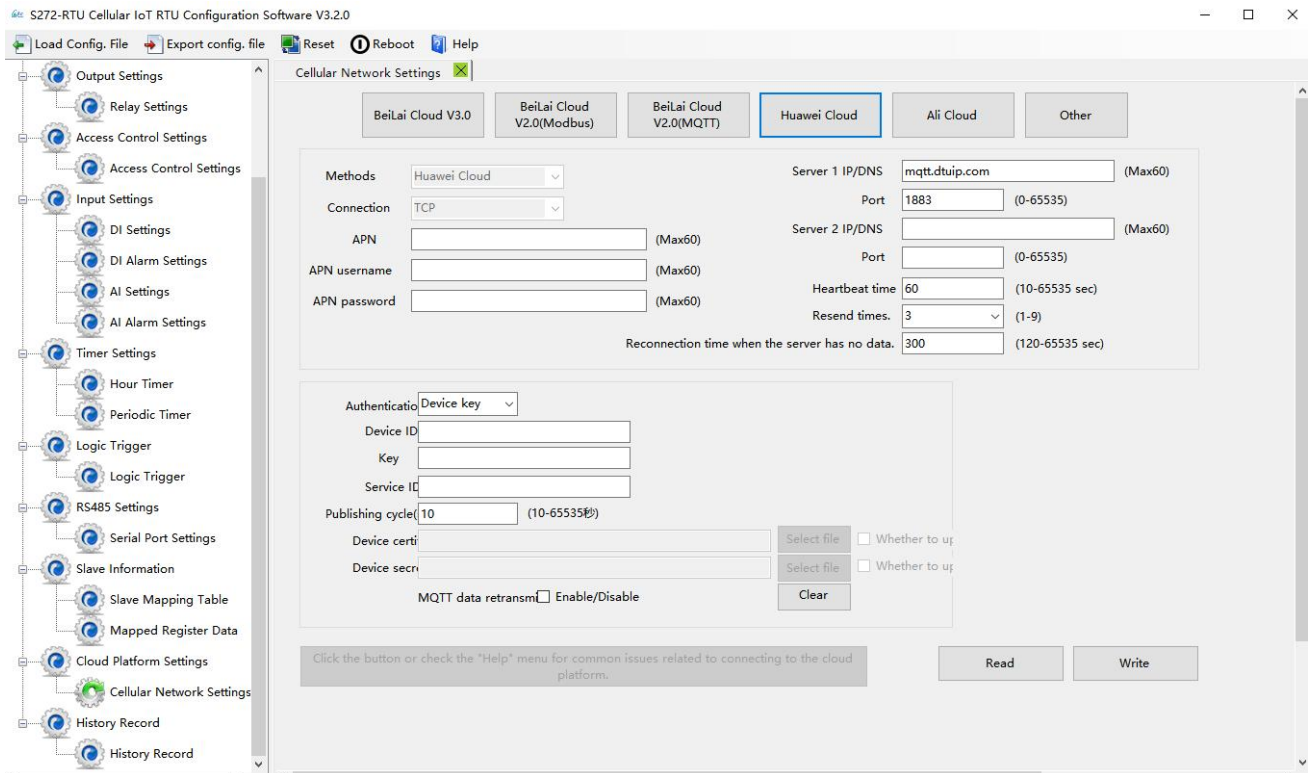 S272-RTU Cellular IoT RTU Configuration Software V3.2.0
Load Config. File Export config. file Reset Reboot Help
Output Settings
Relay Settings
Access Control Settings
Access Control Settings
Input Settings
DI Settings
DI Alarm Settings
AI Settings
AI Alarm Settings
Timer Settings
Hour Timer
Periodic Timer
Logic Trigger
Logic Trigger
RS485 Settings
Serial Port Settings
Slave Information
Slave Mapping Table
Mapped Register Data
Cloud Platform Settings
Cellular Network Settings
History Record
History Record
Cellular Network Settings
BeiLai Cloud V3.0
BeiLai Cloud
V2.0(Modbus)
BeiLai Cloud
V2.0(MQTT)
Huawei Cloud
Ali Cloud
Other
Methods Huawei Cloud
Connection TCP
APN (Max60)
APN username (Max60)
APN password (Max60)
Server 1 IP/DNS mqtt.dtuip.com (Max60)
Port 1883 (0-65535)
Server 2 IP/DNS (Max60)
Port (0-65535)
Heartbeat time 60 (10-65535 sec)
Resend times. 3 (1-9)
Reconnection time when the server has no data. 300 (120-65535 sec)
Authenticatio Device key
Device ID
Key
Service ID
Publishing cycle( 10 (10-65535秒)
Device certi Select file Whether to up
Device secre Select file Whether to up
MQTT data retransmi Enable/Disable Clear
Click the button or check the "Help" menu for common issues related to connecting to the cloud
platform.
Read Write